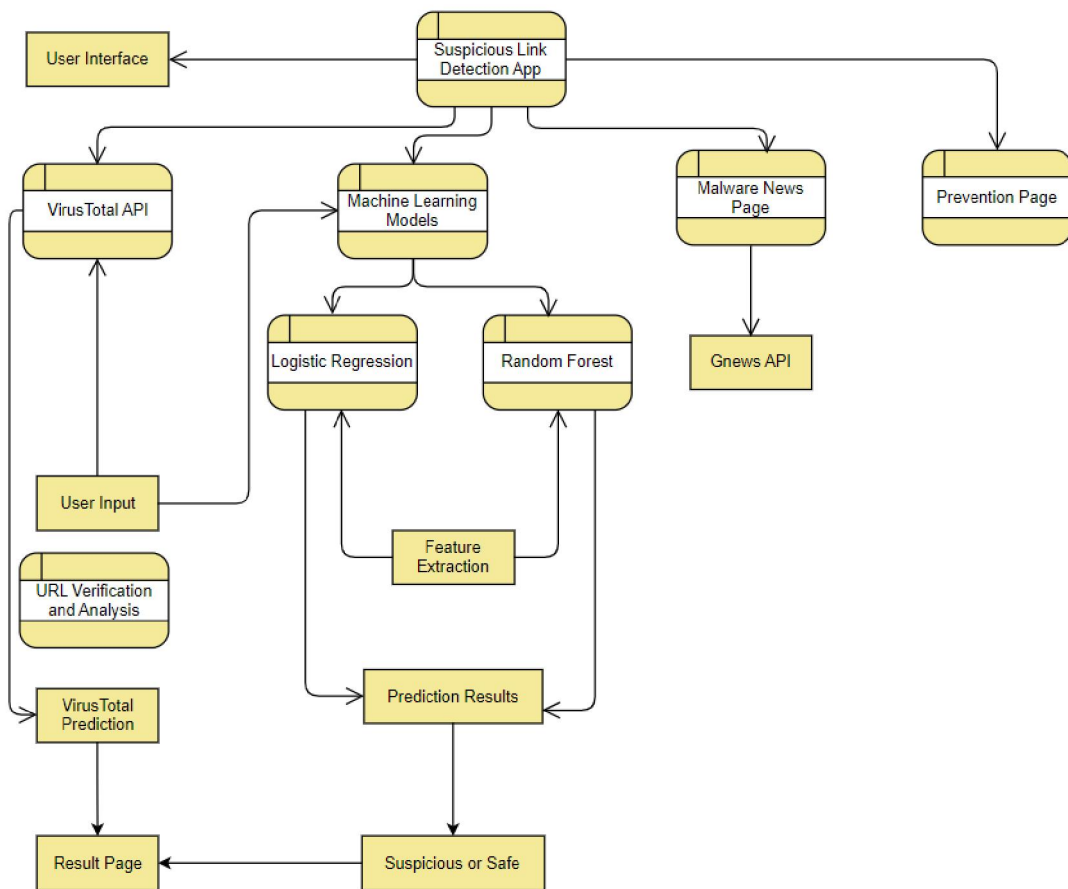 Suspicious Link
Detection App
User Interface
VirusTotal API
Machine Learning
Models
Malware News
Page
Prevention Page
Logistic Regression
Random Forest
Gnews API
User Input
Feature
Extraction
URL Verification
and Analysis
VirusTotal
Prediction
Prediction Results
Result Page
Suspicious or Safe